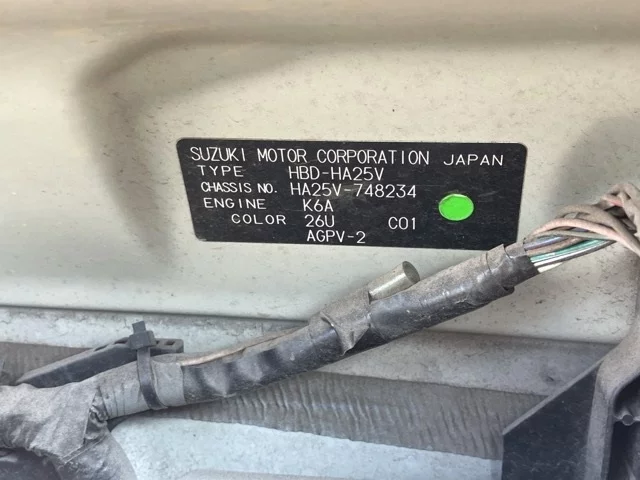 SUZUKI MOTOR CORPORATION JAPAN
TYPE HBD-HA25V
CHASSIS NO. HA25V-748234
ENGINE K6A
COLOR 26U C01
AGPV-2